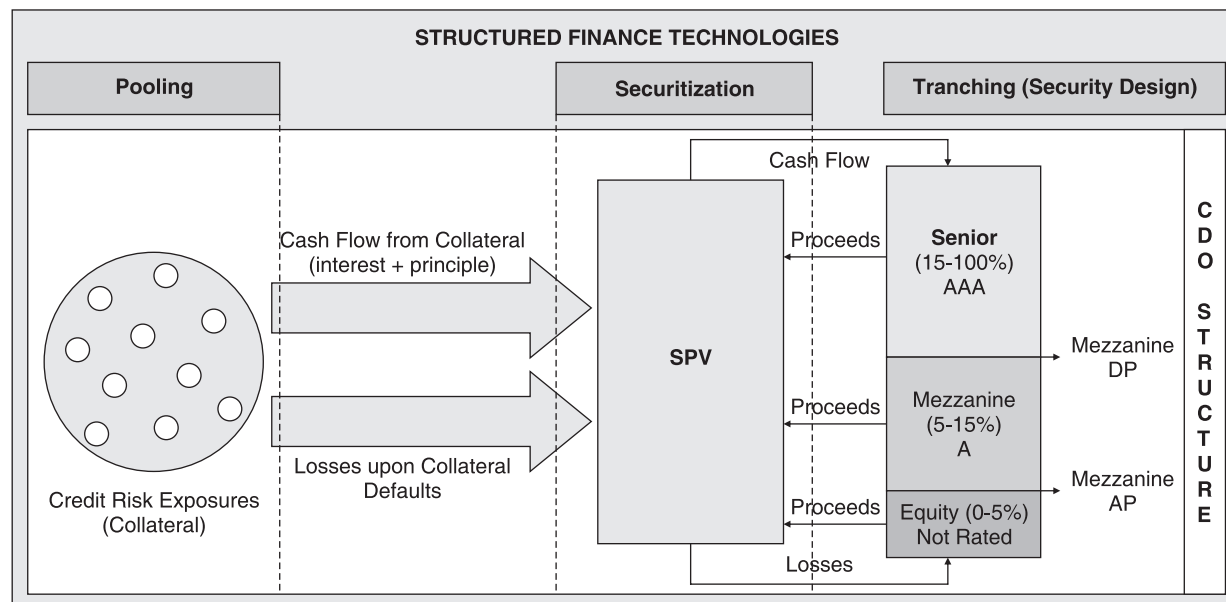 STRUCTURED FINANCE TECHNOLOGIES
Pooling
Securitization
Tranching (Security Design)
Cash Flow from Collateral
(interest + principle)
Losses upon Collateral
Defaults
Credit Risk Exposures
(Collateral)
SPV
Cash Flow
Proceeds
Proceeds
Proceeds
Losses
Senior
(15-100%)
AAA
Mezzanine
(5-15%)
A
Equity (0-5%)
Not Rated
Mezzanine
DP
Mezzanine
AP
CDO STRUCTURE